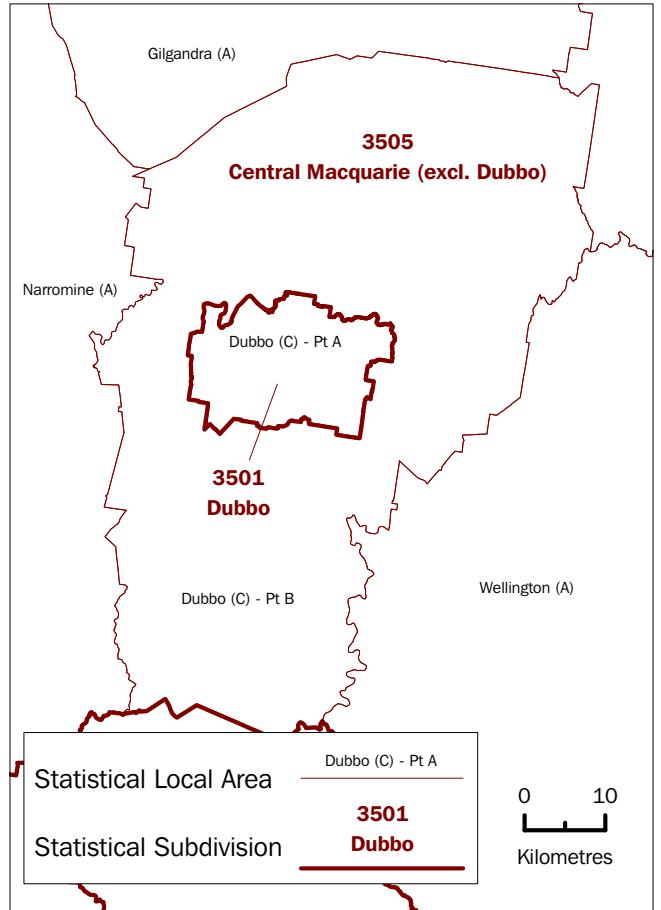 Gilgandra (A)
3505
Central Macquarie (excl. Dubbo)
Narromine (A)
Dubbo (C) - Pt A
3501
Dubbo
Dubbo (C) - Pt B
Wellington (A)
Statistical Local Area
Dubbo (C) - Pt A
Statistical Subdivision
3501
Dubbo
0 10
Kilometres